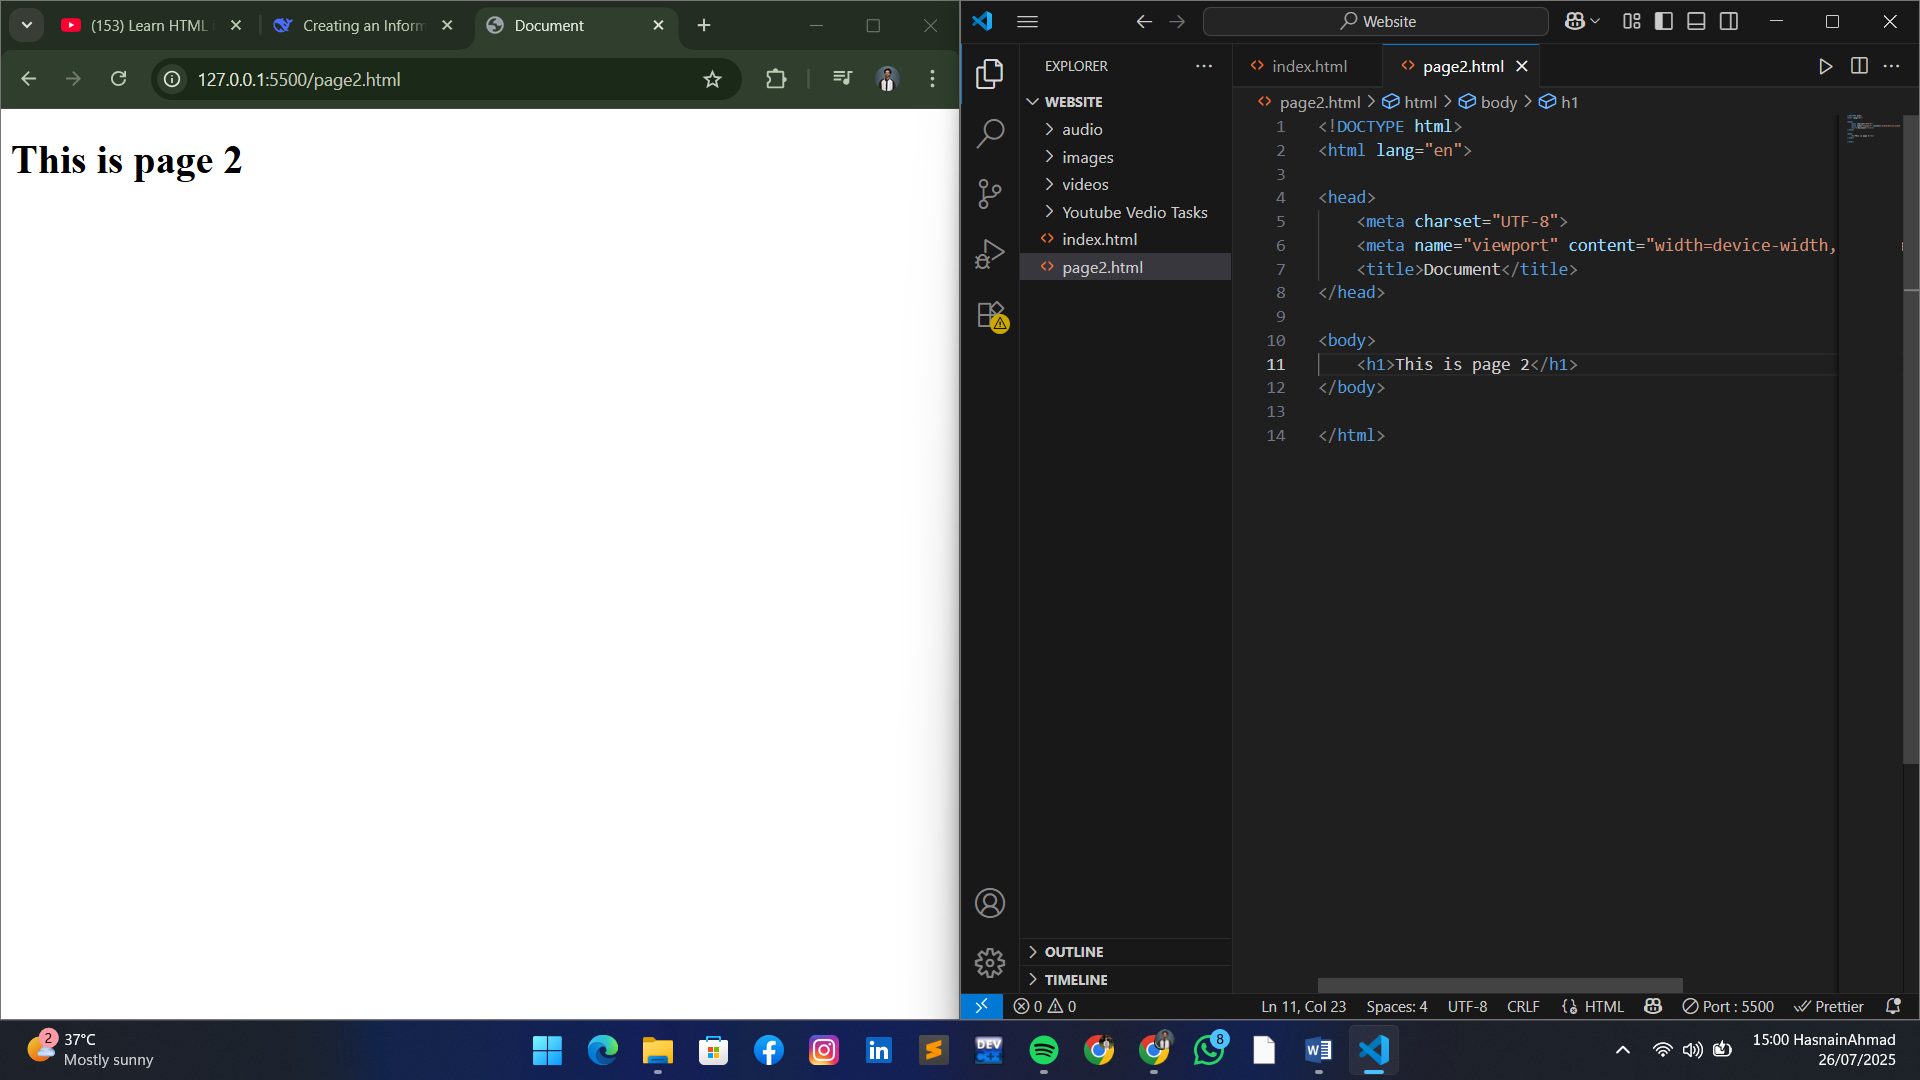 (153) Learn HTML
Creating an Inform
Document
127.0.0.1:5500/page2.html
This is page 2
Website
EXPLORER
WEBSITE
audio
images
videos
Youtube Vedio Tasks
index.html
page2.html
OUTLINE
TIMELINE
index.html
page2.html
page2.html > html > body > h1
1 <!DOCTYPE html>
2 <html lang="en">
3
4 <head>
5 <meta charset="UTF-8">
6 <meta name="viewport" content="width=device-width,
7 <title>Document</title>
8 </head>
9
10 <body>
11 <h1>This is page 2</h1>
12 </body>
13
14 </html>
0 0
Ln 11, Col 23 Spaces: 4 UTF-8 CRLF HTML Port : 5500 Prettier
2
37°C
Mostly sunny
DEV
8
15:00 HasnainAhmad
26/07/2025